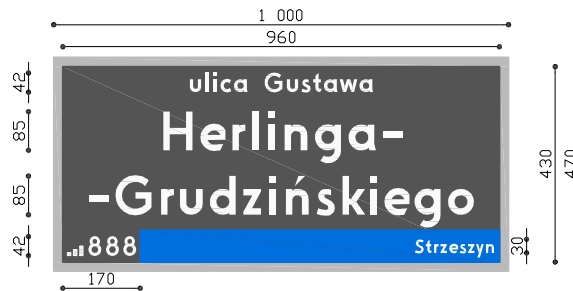 1 000
960
42 ulica Gustawa
85 Herlinga-
85 -Grudzińskiego
42 888 Strzeszyn 30
430 470
170